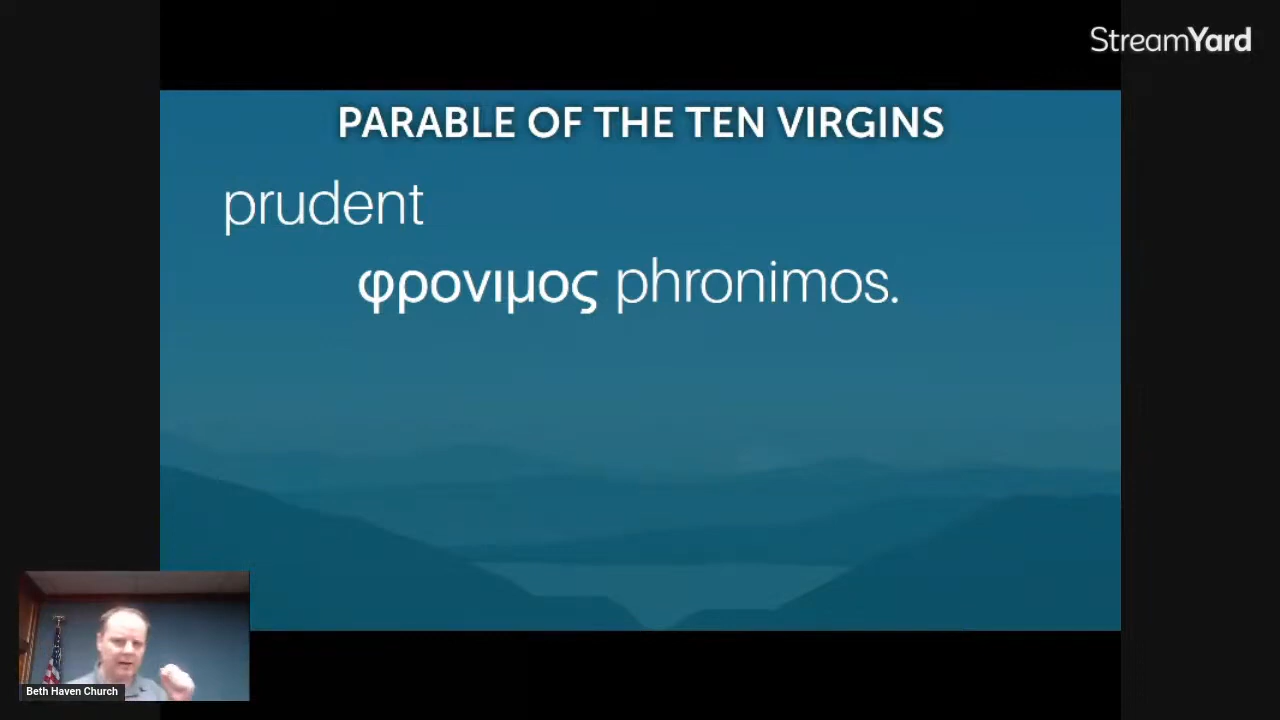 StreamYard
PARABLE OF THE TEN VIRGINS
prudent
φρονιμος phronimos.
Beth Haven Church